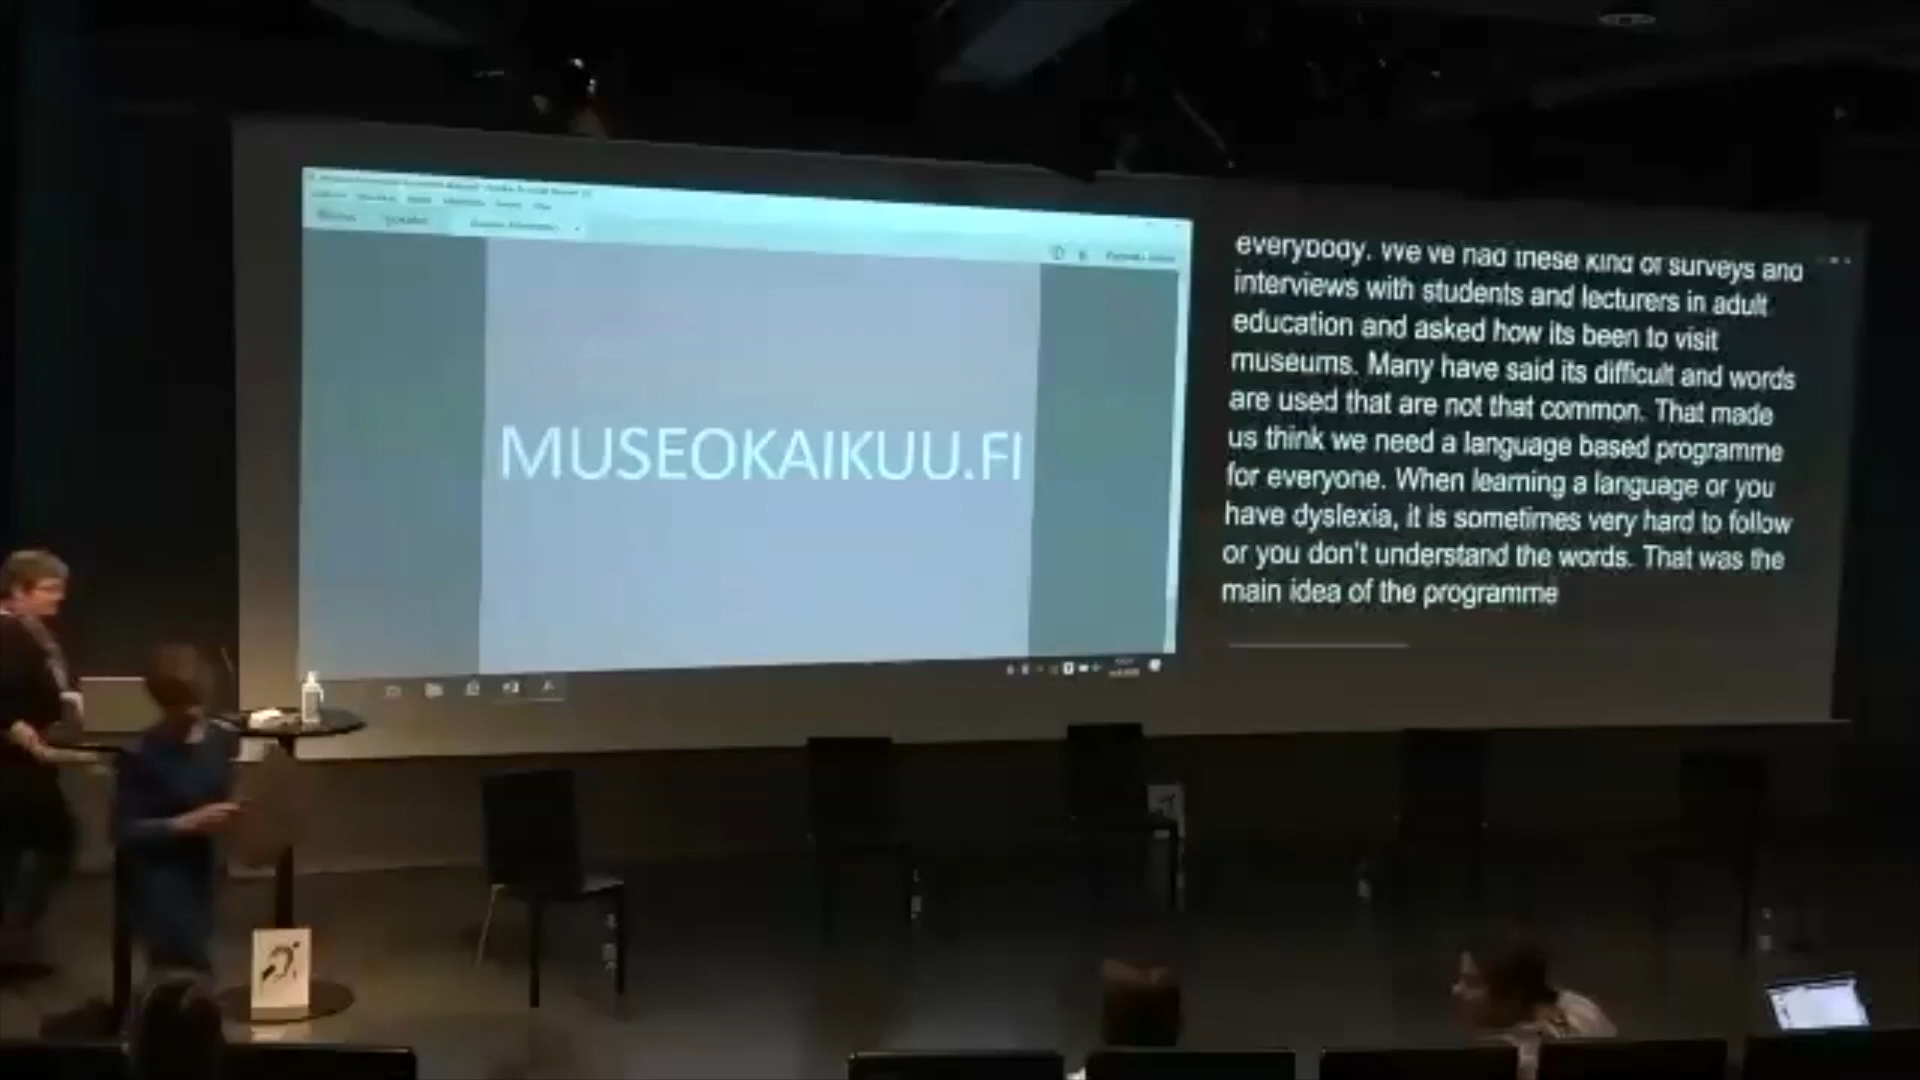 MUSEOKAIKUU.FI
everybody. We've had these kind of surveys and
interviews with students and lecturers in adult
education and asked how its been to visit
museums. Many have said its difficult and words
are used that are not that common. That made
us think we need a language based programme
for everyone. When learning a language or you
have dyslexia, it is sometimes very hard to follow
or you don't understand the words. That was the
main idea of the programme